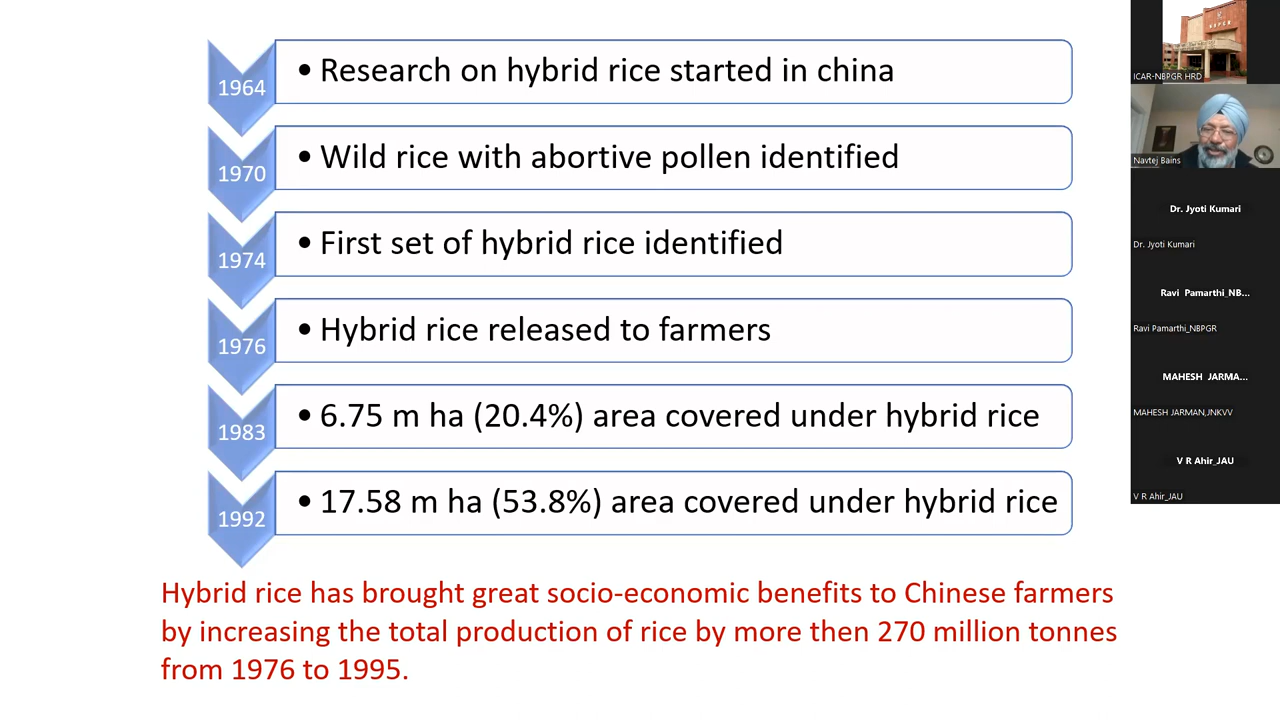 1964
• Research on hybrid rice started in china
1970
• Wild rice with abortive pollen identified
1974
• First set of hybrid rice identified
1976
• Hybrid rice released to farmers
1983
• 6.75 m ha (20.4%) area covered under hybrid rice
1992
• 17.58 m ha (53.8%) area covered under hybrid rice
Hybrid rice has brought great socio-economic benefits to Chinese farmers
by increasing the total production of rice by more then 270 million tonnes
from 1976 to 1995.
ICAR-NBPGR HRD
Navtej Bains
Dr. Jyoti Kumari
Dr. Jyoti Kumari
Ravi Pamarthi_NB...
Ravi Pamarthi_NBPGR
MAHESH JARMA...
MAHESH JARMAN,JNKVV
V R Ahir_JAU
V R Ahir_JAU